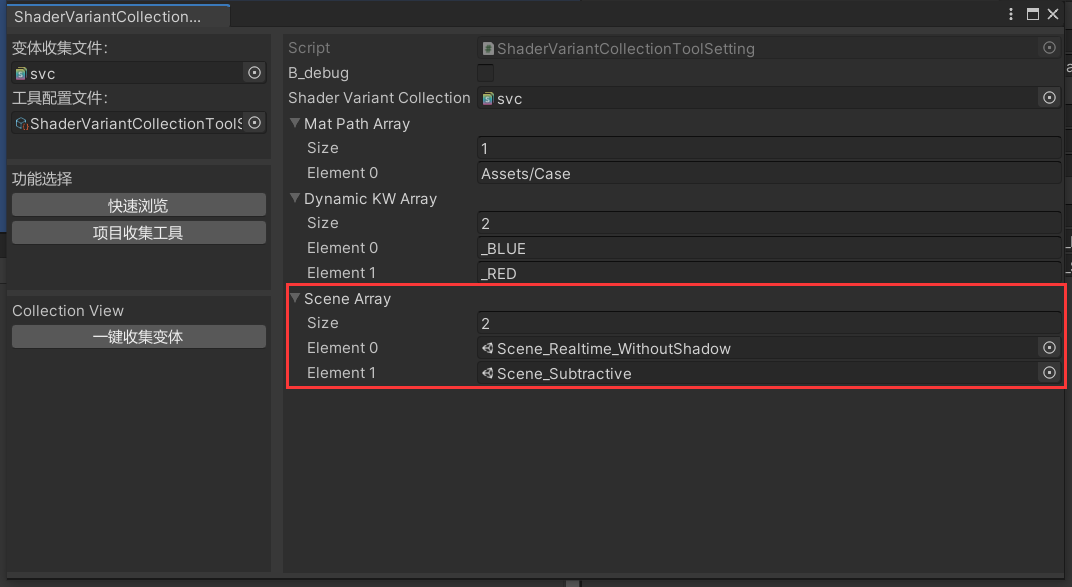 ShaderVariantCollection...
变体收集文件:
svc
工具配置文件:
ShaderVariantCollectionToolS
功能选择
快速浏览
项目收集工具
Collection View
一键收集变体
Script ShaderVariantCollectionToolSetting
B_debug
Shader Variant Collection svc
Mat Path Array
Size 1
Element 0 Assets/Case
Dynamic KW Array
Size 2
Element 0 _BLUE
Element 1 _RED
Scene Array
Size 2
Element 0 Scene_Realtime_WithoutShadow
Element 1 Scene_Subtractive